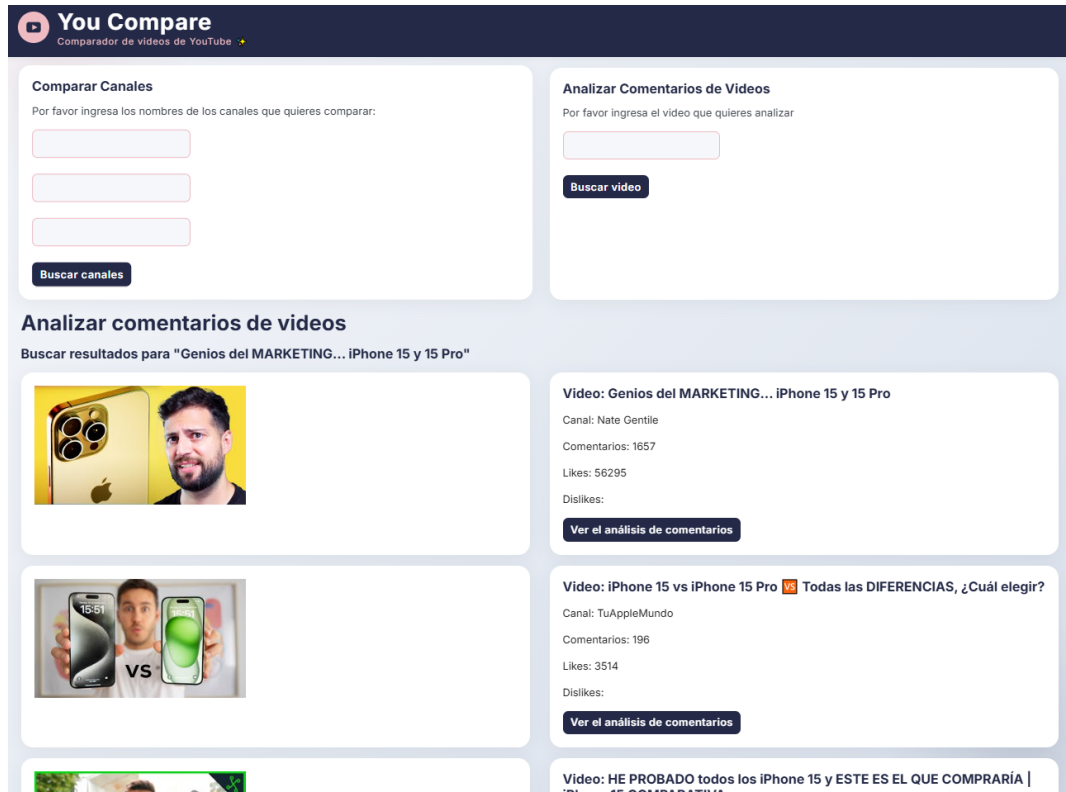 You Compare
Comparador de videos de YouTube ✨
Comparar Canales
Por favor ingresa los nombres de los canales que quieres comparar:
Buscar canales
Analizar Comentarios de Videos
Por favor ingresa el video que quieres analizar
Buscar video
Analizar comentarios de videos
Buscar resultados para "Genios del MARKETING... iPhone 15 y 15 Pro"
Video: Genios del MARKETING... iPhone 15 y 15 Pro
Canal: Nate Gentile
Comentarios: 1657
Likes: 56295
Dislikes:
Ver el análisis de comentarios
15:51
15:51
VS
Video: iPhone 15 vs iPhone 15 Pro 🆚 Todas las DIFERENCIAS, ¿Cuál elegir?
Canal: TuAppleMundo
Comentarios: 196
Likes: 3514
Dislikes:
Ver el análisis de comentarios
Video: HE PROBADO todos los iPhone 15 y ESTE ES EL QUE COMPRARÍA |
iPhone 15 COMPARATIVA